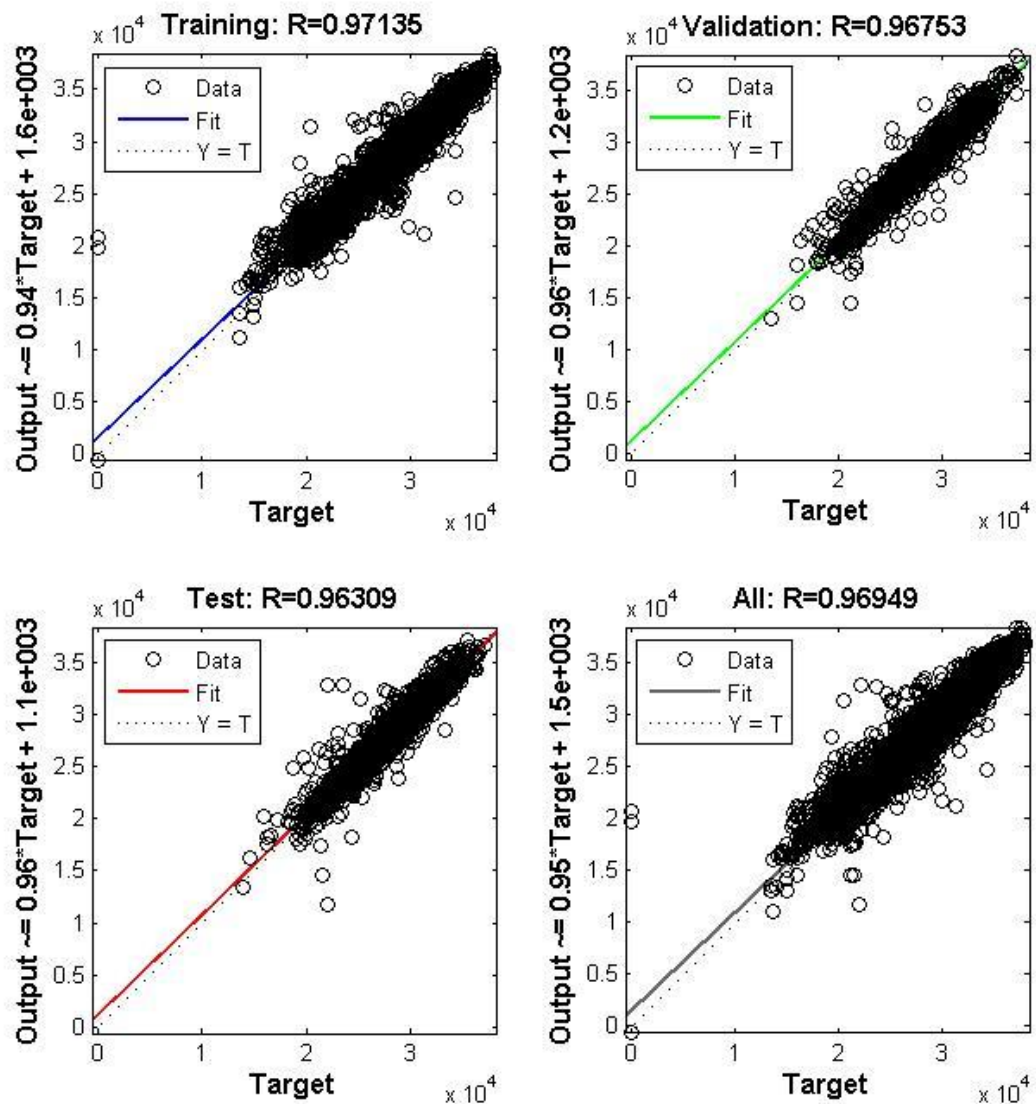 x 10^4 Training: R=0.97135
Output ~= 0.94*Target + 1.6e+003
3.5
3
2.5
2
1.5
1
0.5
0
Data
Fit
Y = T
0 1 2 3
Target
x 10^4
x 10^4 Validation: R=0.96753
Output ~= 0.96*Target + 1.2e+003
3.5
3
2.5
2
1.5
1
0.5
0
Data
Fit
Y = T
0 1 2 3
Target
x 10^4
x 10^4 Test: R=0.96309
Output ~= 0.96*Target + 1.1e+003
3.5
3
2.5
2
1.5
1
0.5
0
Data
Fit
Y = T
0 1 2 3
Target
x 10^4
x 10^4 All: R=0.96949
Output ~= 0.95*Target + 1.5e+003
3.5
3
2.5
2
1.5
1
0.5
0
Data
Fit
Y = T
0 1 2 3
Target
x 10^4